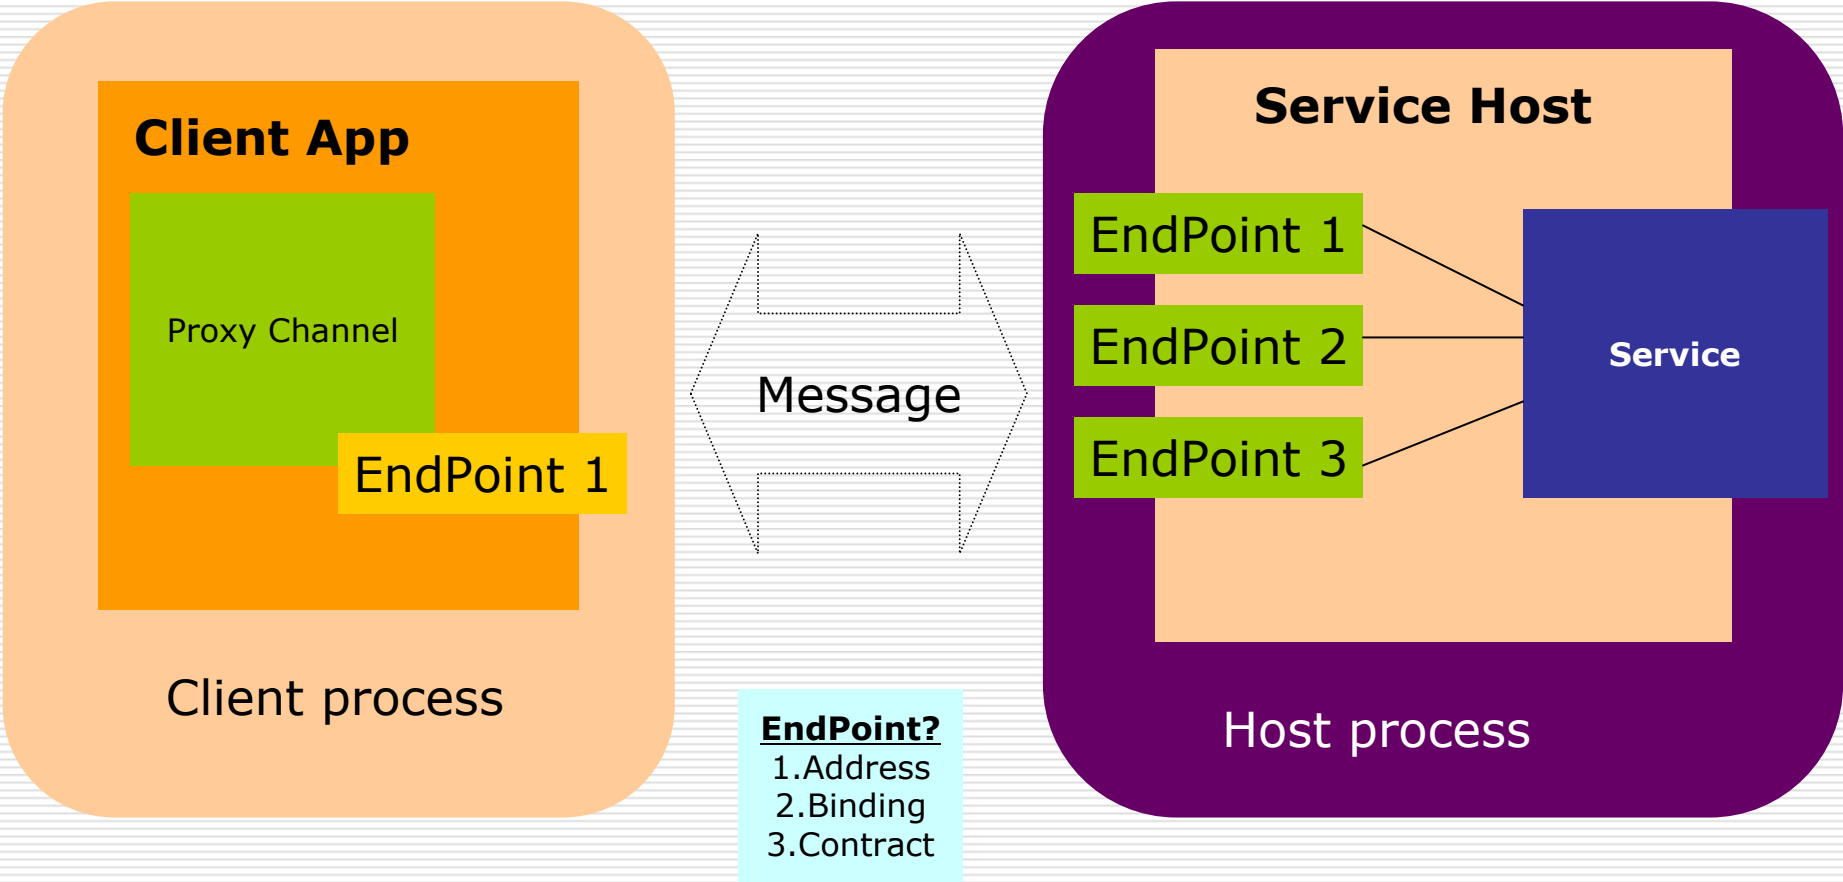 Client App
Proxy Channel
EndPoint 1
Client process
Message
EndPoint?
1.Address
2.Binding
3.Contract
Service Host
EndPoint 1
EndPoint 2
EndPoint 3
Service
Host process